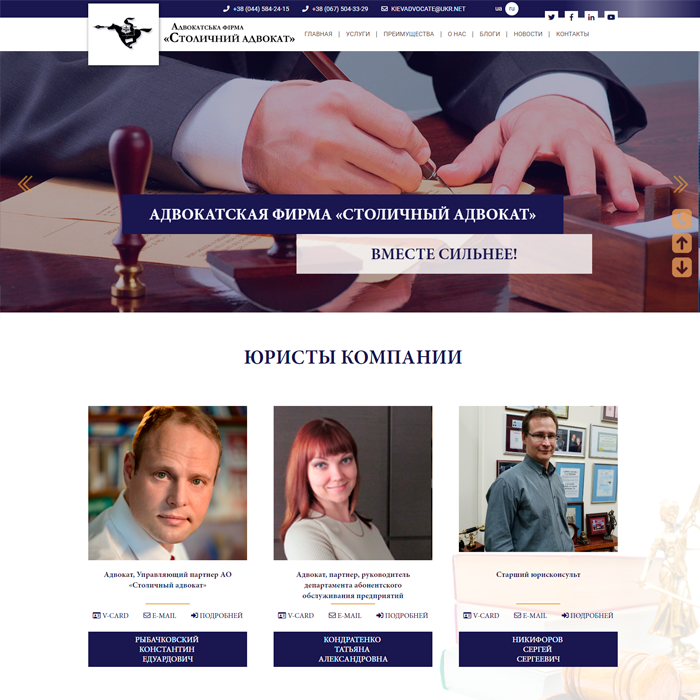 +38 (044) 584-24-15
+38 (067) 504-33-29
KIEVADVOCATE@UKR.NET
ua
ru
Адвокатська фірма
«Столичний адвокат»
ГЛАВНАЯ | УСЛУГИ | ПРЕИМУЩЕСТВА | О НАС | БЛОГИ | НОВОСТИ | КОНТАКТЫ
АДВОКАТСКАЯ ФИРМА «СТОЛИЧНЫЙ АДВОКАТ»
ВМЕСТЕ СИЛЬНЕЕ!
ЮРИСТЫ КОМПАНИИ
Адвокат, Управляющий партнер АО
«Столичный адвокат»
V-CARD E-MAIL ПОДРОБНЕЙ
РЫБАЧКОВСКИЙ
КОНСТАНТИН
ЕДУАРДОВИЧ
Адвокат, партнер, руководитель
департамента абонентского
обслуживания предприятий
V-CARD E-MAIL ПОДРОБНЕЙ
КОНДРАТЕНКО
ТАТЬЯНА
АЛЕКСАНДРОВНА
Старший юрисконсульт
V-CARD E-MAIL ПОДРОБНЕЙ
НИКИФОРОВ
СЕРГЕЙ
СЕРГЕЕВИЧ